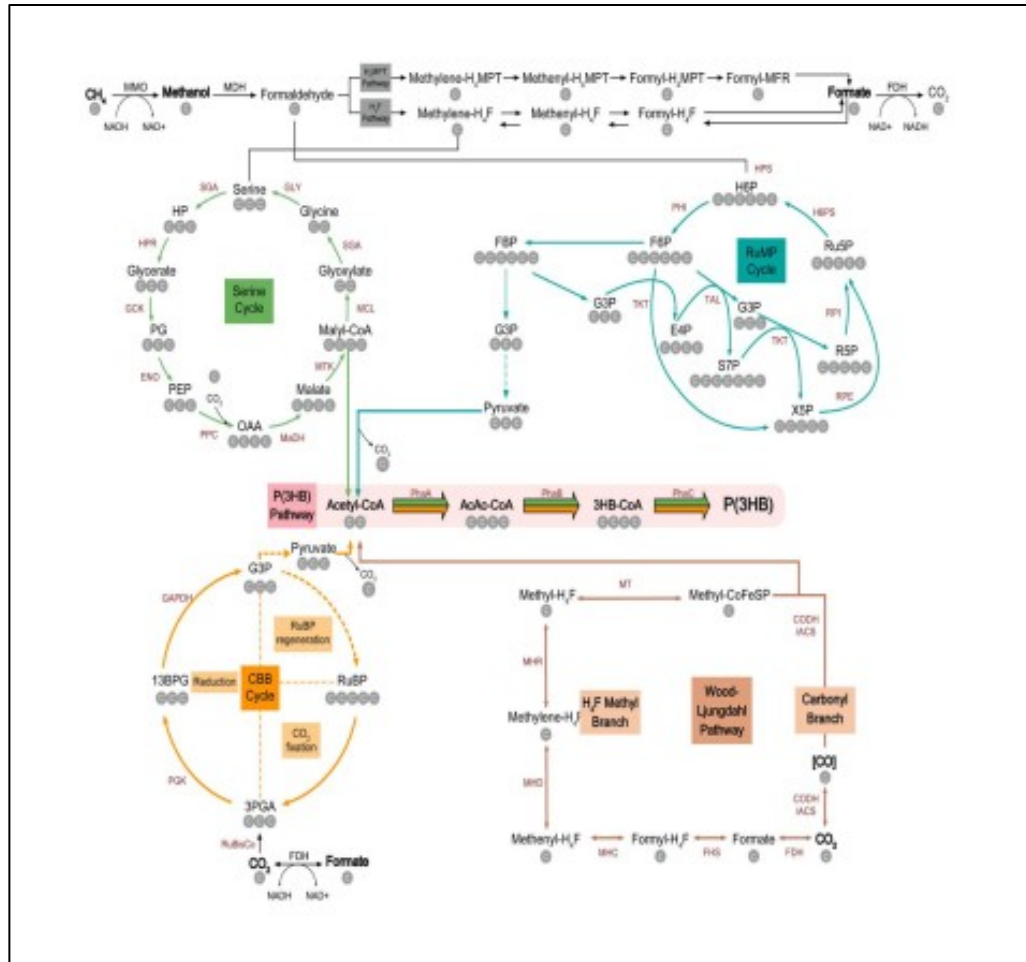 H₄MPT
Pathway
Methylene-H₄MPT
Methenyl-H₄MPT
Formyl-H₄MPT
Formyl-MFR
CH₄
MMO
NADH
NAD+
Methanol
MDH
Formaldehyde
Formate
FDH
NAD+
NADH
CO₂
H₄F
Pathway
Methylene-H₄F
Methenyl-H₄F
Formyl-H₄F
Serine
SGA
GLY
HP
Glycine
HPR
SGA
Glycerate
Glyoxylate
Serine
Cycle
GCK
MCL
PG
Malyl-CoA
ENO
MTK
PEP
CO₂
Malate
PPC
OAA
MaDH
HPS
H6P
PHI
H6PS
FBP
F6P
RuMP
Cycle
Ru5P
G3P
TKT
TAL
G3P
RPI
G3P
E4P
TKT
S7P
R5P
RPE
Pyruvate
X5P
CO₂
P(3HB)
Pathway
Acetyl-CoA
PhaA
AcAc-CoA
PhaB
3HB-CoA
PhaC
P(3HB)
Pyruvate
CO₂
G3P
GAPDH
RuBP
regeneration
13BPG
Reduction
CBB
Cycle
RuBP
CO₂
fixation
PGK
3PGA
RuBisCo
CO₂
FDH
Formate
NADH
NAD+
Methyl-H₄F
MT
Methyl-CoFeSP
CODH
/ACS
MHR
Methylene-H₄F
H₄F Methyl
Branch
Wood-
Ljungdahl
Pathway
Carbonyl
Branch
[CO]
MHD
CODH
/ACS
Methenyl-H₄F
MHC
Formyl-H₄F
FHS
Formate
FDH
CO₂